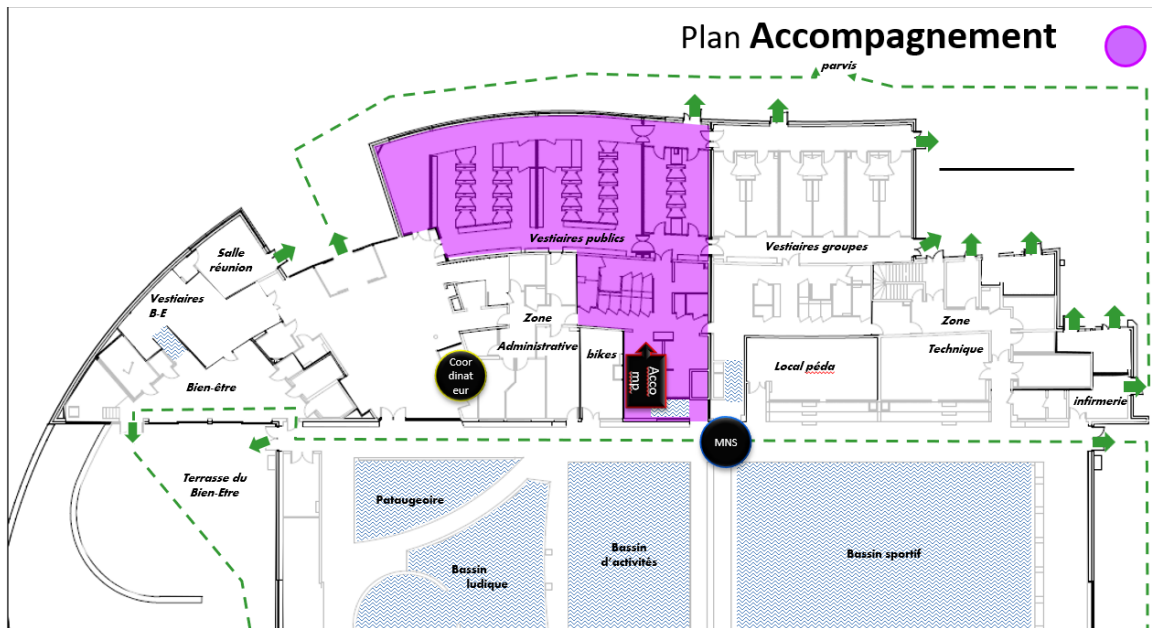 Plan Accompagnement
parvis
Vestiaires publics
Vestiaires groupes
Salle
réunion
Vestiaires
B-E
Zone
Administrative
bikes
Zone
Technique
Coor
dinat
eur
Acco
mp.
Local péda
Bien-être
infirmerie
MNS
Terrasse du
Bien-Etre
Pataugeoire
Bassin
ludique
Bassin
d'activités
Bassin sportif